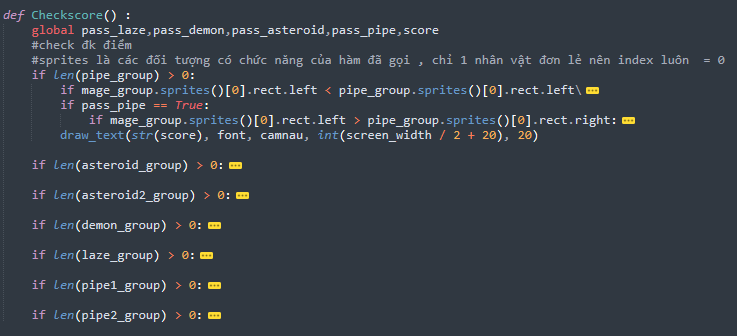 def Checkscore() :
    global pass_laze,pass_demon,pass_asteroid,pass_pipe,score
    #check đk điểm
    #sprites là các đối tượng có chức năng của hàm đã gọi , chỉ 1 nhân vật đơn lẻ nên index luôn  = 0
    if len(pipe_group) > 0:
        if mage_group.sprites()[0].rect.left < pipe_group.sprites()[0].rect.left\
        if pass_pipe == True:
            if mage_group.sprites()[0].rect.left > pipe_group.sprites()[0].rect.right:
        draw_text(str(score), font, camnau, int(screen_width / 2 + 20), 20)
    if len(asteroid_group) > 0:
    if len(asteroid2_group) > 0:
    if len(demon_group) > 0:
    if len(laze_group) > 0:
    if len(pipe1_group) > 0:
    if len(pipe2_group) > 0: